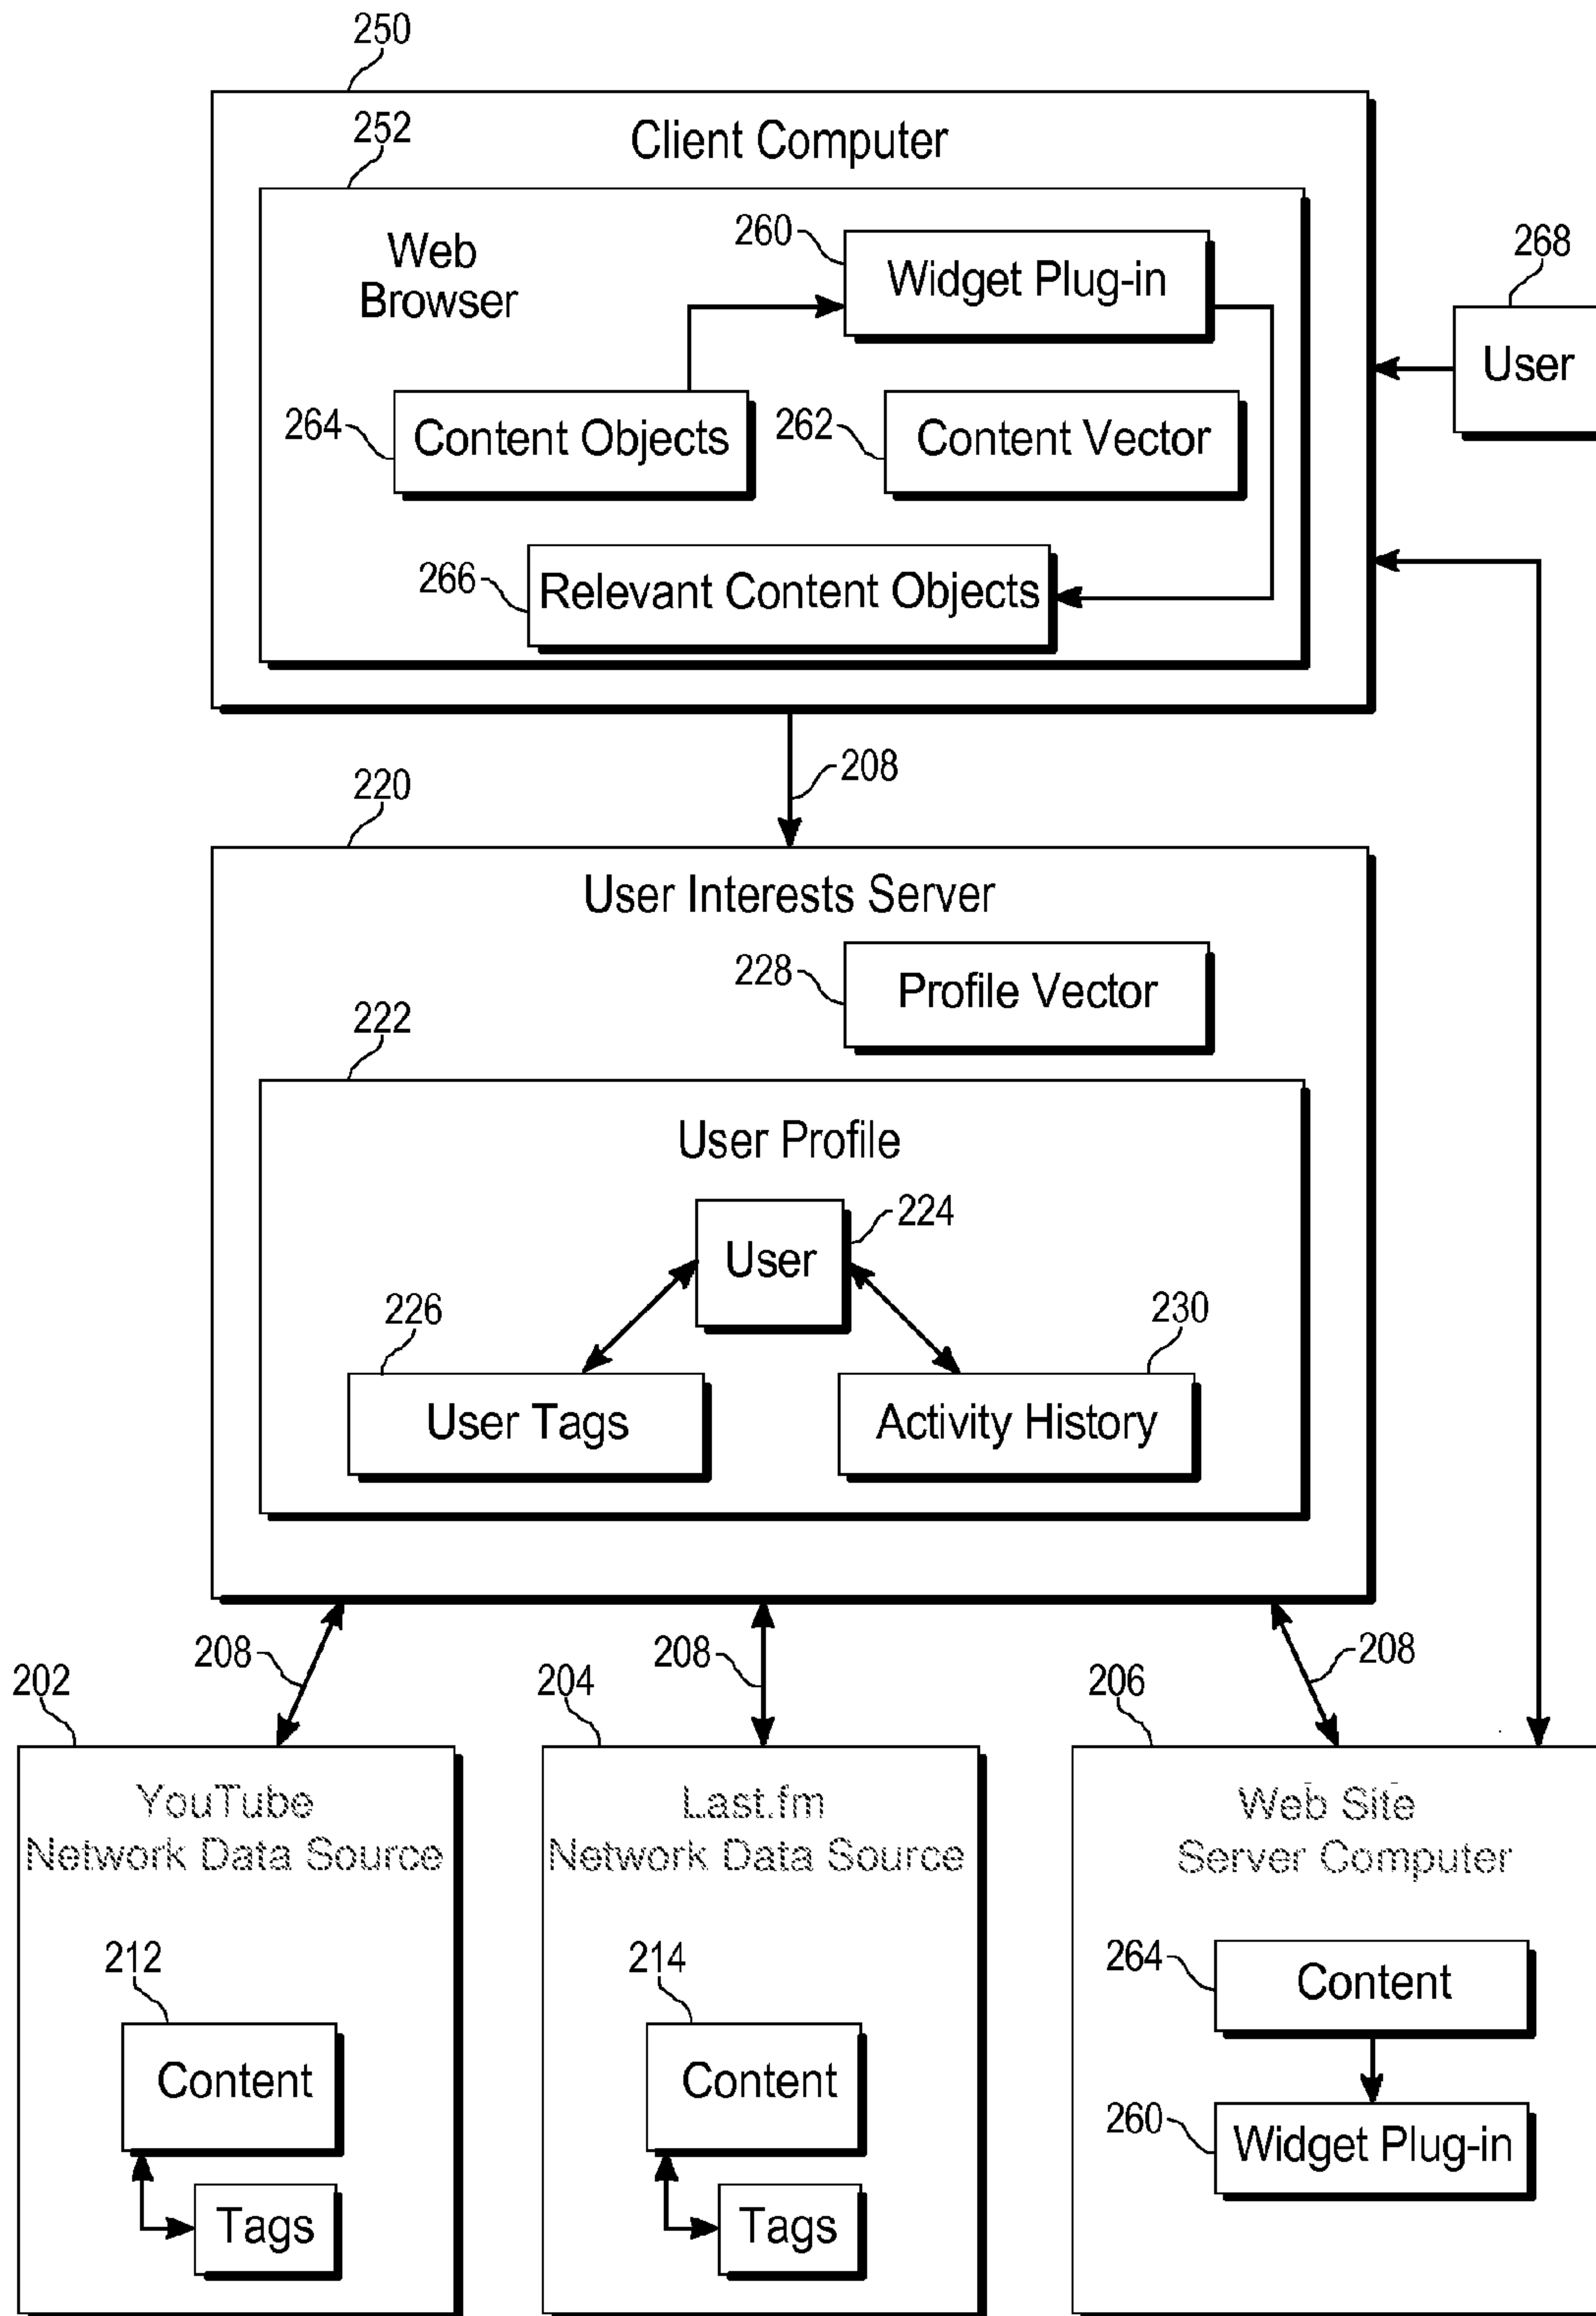 250
252
Client Computer
Web
Browser
260
Widget Plug-in
268
User
264
Content Objects
262
Content Vector
266
Relevant Content Objects
208
220
User Interests Server
228
Profile Vector
222
User Profile
224
User
226
User Tags
230
Activity History
208
208
208
202
204
206
YouTube
Network Data Source
Last.fm
Network Data Source
Web Site
Server Computer
212
Content
Tags
214
Content
Tags
264
Content
260
Widget Plug-in